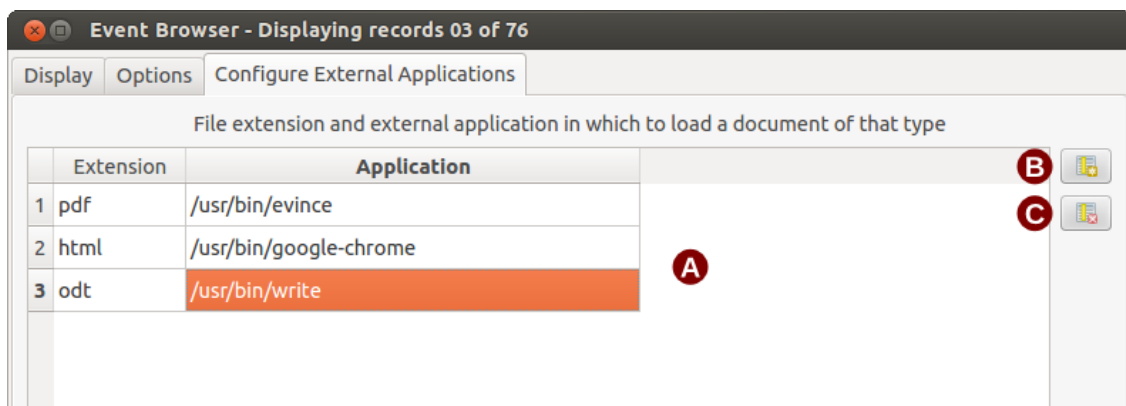 Event Browser - Displaying records 03 of 76
Display Options Configure External Applications
File extension and external application in which to load a document of that type
Extension Application B
1 pdf /usr/bin/evince C
2 html /usr/bin/google-chrome
A
3 odt /usr/bin/write